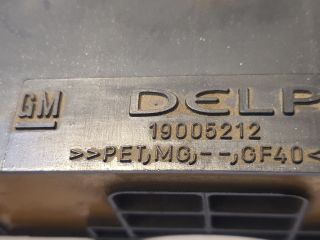 GM DELP
19005212
>>PET,MG,--,GF40<